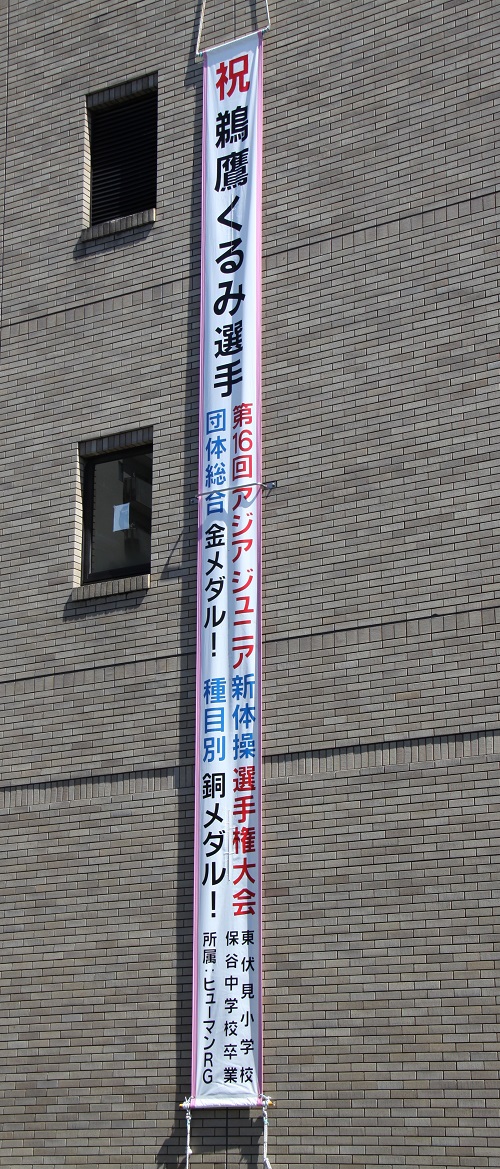 祝 鵜鷹くるみ選手
第16回アジアジュニア新体操選手権大会
団体総合 金メダル! 種目別 銅メダル!
東伏見小学校
保谷中学校卒業
所属:ヒューマンRG